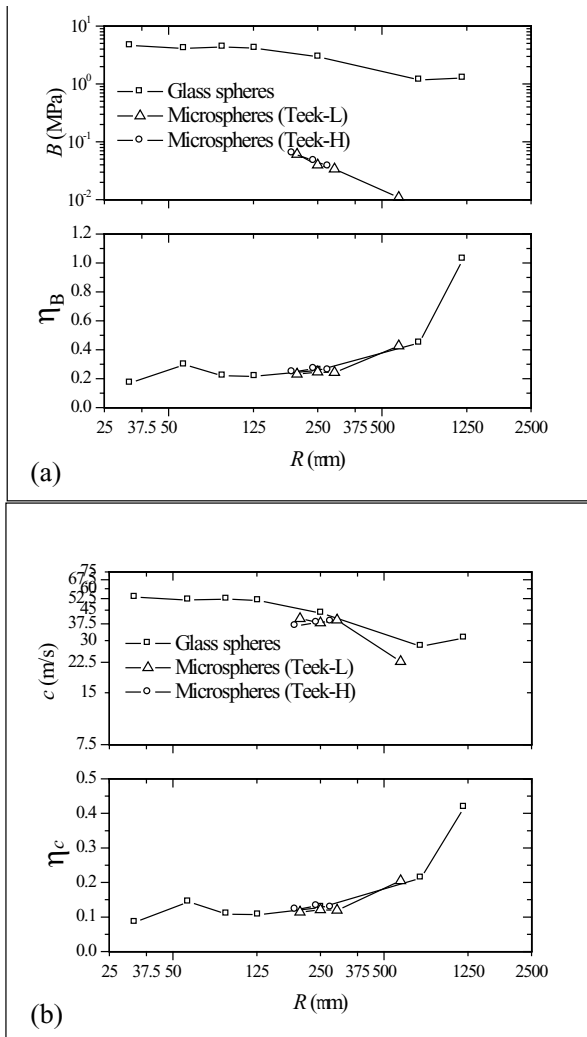 10^1
10^0
10^-1
10^-2
B (MPa)
Glass spheres
Microspheres (Teek-L)
Microspheres (Teek-H)
1.2
1.0
0.8
0.6
0.4
0.2
0.0
η_B
25 37.5 50 125 250 375 500 1250 2500
R (mm)
(a)
75
67.5
60
52.5
45
37.5
30
22.5
15
7.5
c (m/s)
Glass spheres
Microspheres (Teek-L)
Microspheres (Teek-H)
0.5
0.4
0.3
0.2
0.1
0.0
η_c
25 37.5 50 125 250 375 500 1250 2500
R (mm)
(b)